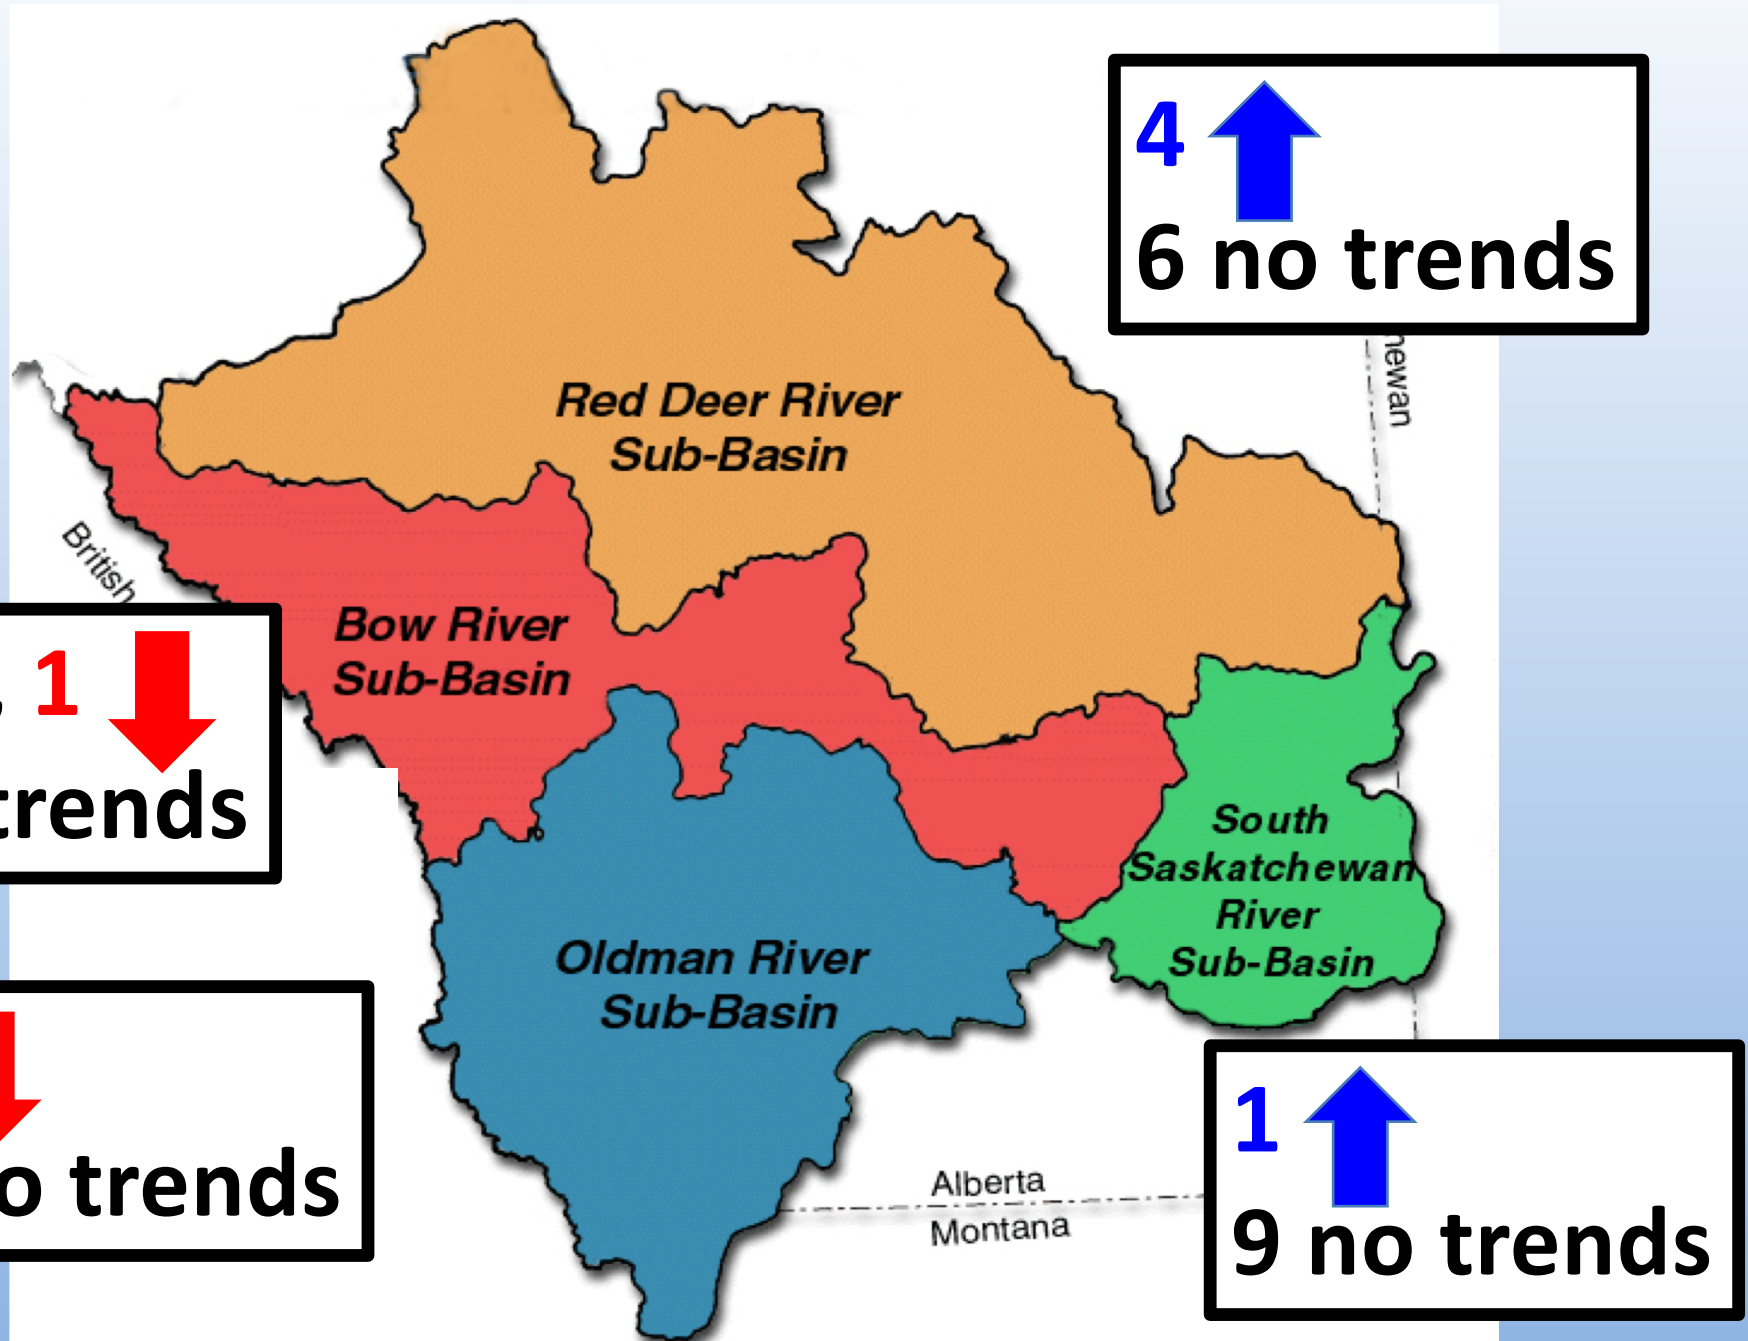 4
6 no trends
hewan
Red Deer River
Sub-Basin
British
Bow River
Sub-Basin
, 1
trends
South
Saskatchewan
River
Sub-Basin
Oldman River
Sub-Basin
o trends
Alberta
Montana
1
9 no trends